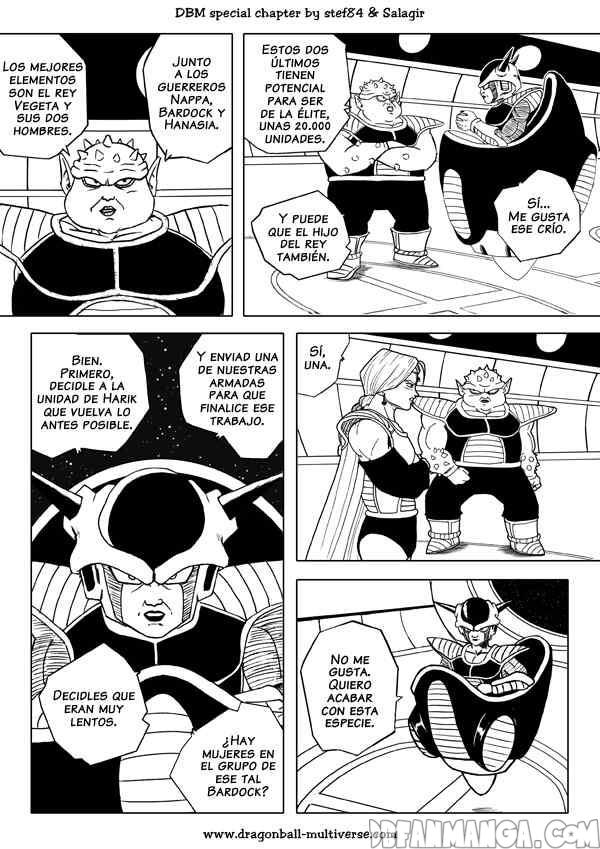 DBM special chapter by stef84 & Salagir
Los mejores
elementos
son el rey
Vegeta y
sus dos
hombres.
Junto
a los
guerreros
Nappa,
Bardock y
Hanasia.
Estos dos
últimos
tienen
potencial
para ser
de la élite,
unas 20.000
unidades.
Y puede
que el hijo
del rey
también.
Sí...
Me gusta
ese crío.
Bien.
Primero,
decidle a la
unidad de Harik
que vuelva lo
antes posible.
Y enviad una
de nuestras
armadas
para que
finalice ese
trabajo.
Decidles que
eran muy
lentos.
¿Hay
mujeres en
el grupo de
ese tal
Bardock?
Sí,
una.
No me
gusta.
Quiero
acabar
con esta
especie.
www.dragonball-multiverse.com
DBFANMANGA.COM